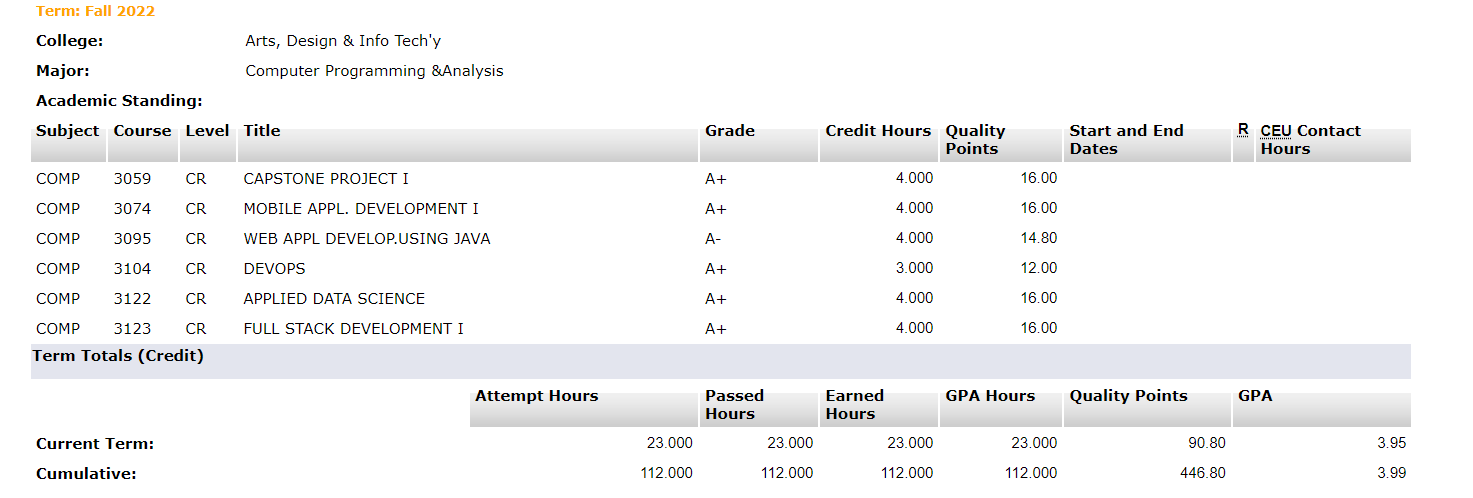 Term: Fall 2022
College: Arts, Design & Info Tech'y
Major: Computer Programming &Analysis
Academic Standing:
Subject Course Level Title Grade Credit Hours Quality Points Start and End Dates R CEU Contact Hours
COMP 3059 CR CAPSTONE PROJECT I A+ 4.000 16.00
COMP 3074 CR MOBILE APPL. DEVELOPMENT I A+ 4.000 16.00
COMP 3095 CR WEB APPL DEVELOP.USING JAVA A- 4.000 14.80
COMP 3104 CR DEVOPS A+ 3.000 12.00
COMP 3122 CR APPLIED DATA SCIENCE A+ 4.000 16.00
COMP 3123 CR FULL STACK DEVELOPMENT I A+ 4.000 16.00
Term Totals (Credit)
Attempt Hours Passed Hours Earned Hours GPA Hours Quality Points GPA
Current Term: 23.000 23.000 23.000 23.000 90.80 3.95
Cumulative: 112.000 112.000 112.000 112.000 446.80 3.99